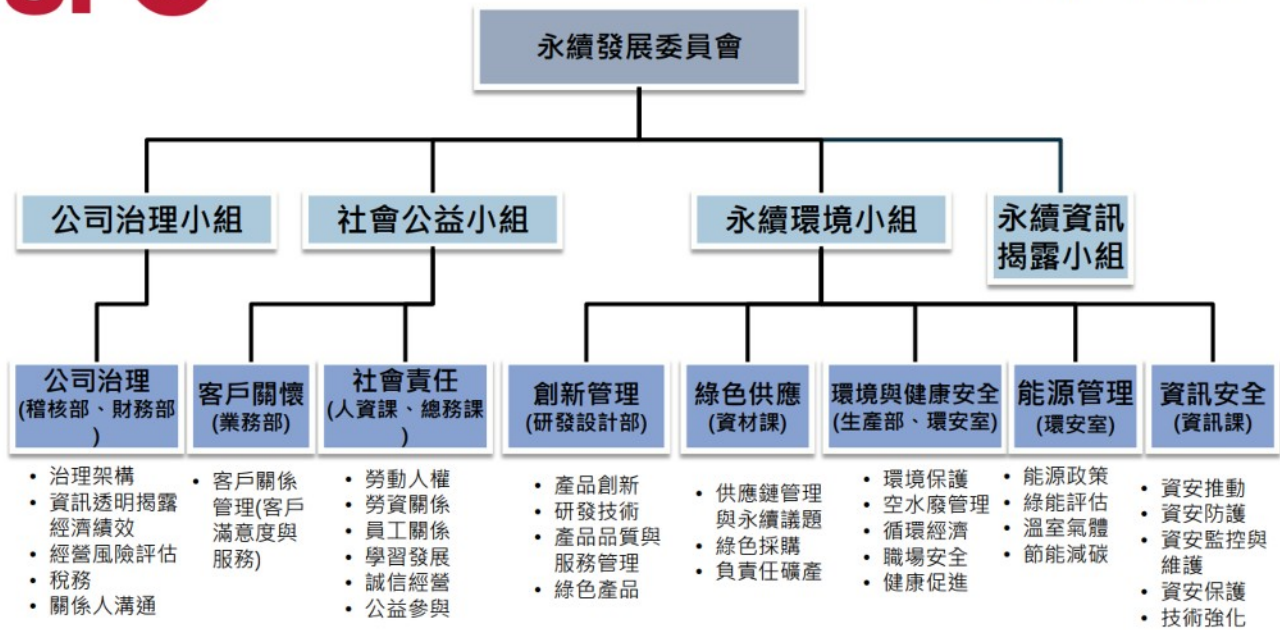 永續發展委員會
公司治理小組
社會公益小組
永續環境小組
永續資訊
揭露小組
公司治理
(稽核部、財務部
)
• 治理架構
• 資訊透明揭露
經濟績效
• 經營風險評估
• 稅務
• 關係人溝通
客戶關懷
(業務部)
• 客戶關係
管理(客戶
滿意度與
服務)
社會責任
(人資課、總務課
)
• 勞動人權
• 勞資關係
• 員工關係
• 學習發展
• 誠信經營
• 公益參與
創新管理
(研發設計部)
• 產品創新
• 研發技術
• 產品品質與
服務管理
• 綠色產品
綠色供應
(資材課)
• 供應鏈管理
與永續議題
• 綠色採購
• 負責任礦產
環境與健康安全
(生產部、環安室)
• 環境保護
• 空水廢管理
• 循環經濟
• 職場安全
• 健康促進
能源管理
(環安室)
• 能源政策
• 綠能評估
• 溫室氣體
• 節能減碳
資訊安全
(資訊課)
• 資安推動
• 資安防護
• 資安監控與
維護
• 資安保護
• 技術強化